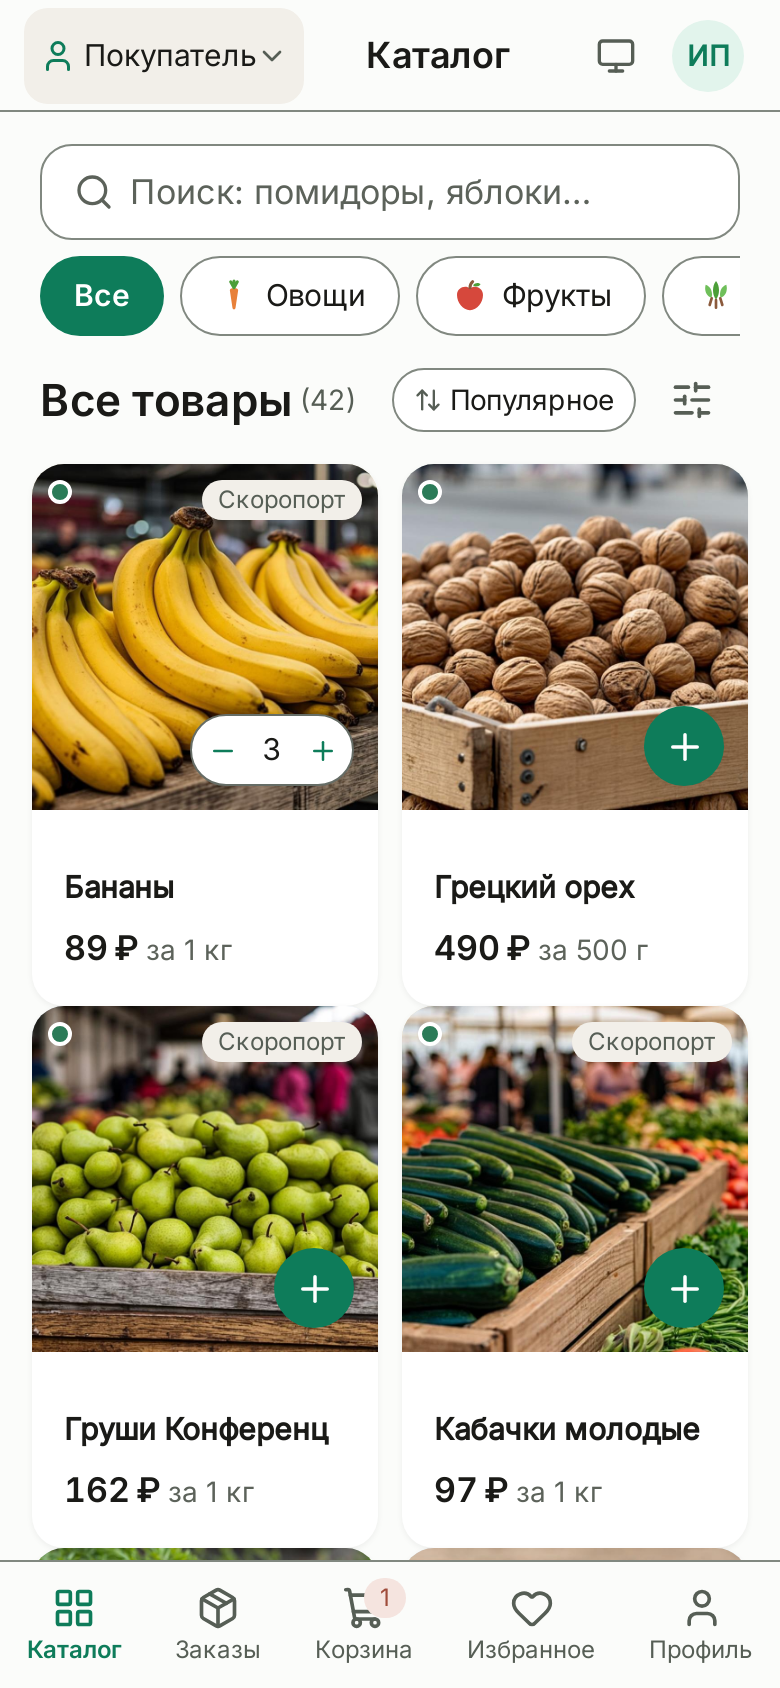 Покупатель
Каталог
ИП
Поиск: помидоры, яблоки...
Все
Овощи
Фрукты
Все товары (42)
Популярное
Скоропорт
3
Бананы
89 ₽ за 1 кг
Грецкий орех
490 ₽ за 500 г
Скоропорт
Скоропорт
Груши Конференц
162 ₽ за 1 кг
Кабачки молодые
97 ₽ за 1 кг
1
Каталог
Заказы
Корзина
Избранное
Профиль